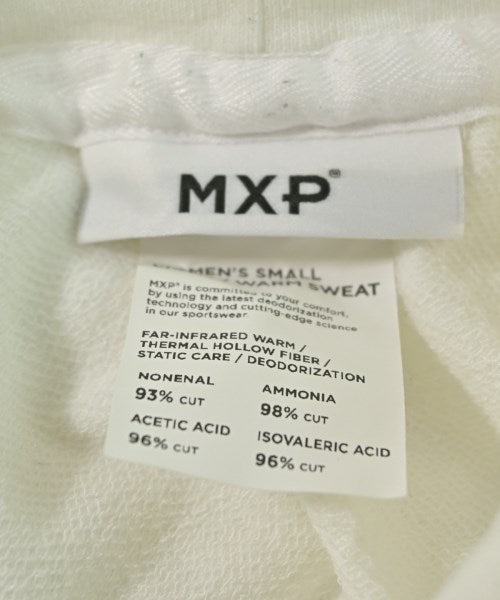 MXP®
WOMEN'S SMALL
WARM SWEAT
MXP® is committed to your comfort,
by using the latest deodorization
technology and cutting-edge science
in our sportswear.
FAR-INFRARED WARM /
THERMAL HOLLOW FIBER /
STATIC CARE / DEODORIZATION
NONENAL
93% CUT
AMMONIA
98% CUT
ACETIC ACID
96% CUT
ISOVALERIC ACID
96% CUT